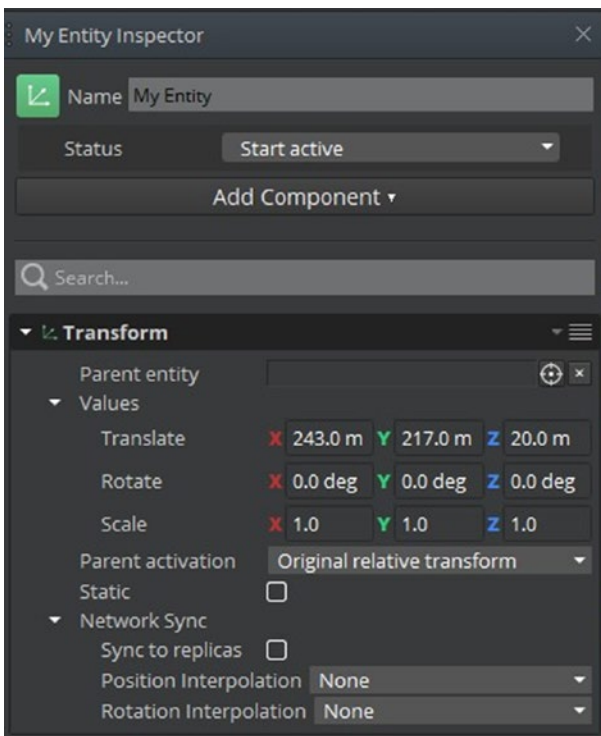 My Entity Inspector
Name My Entity
Status Start active
Add Component
Search...
Transform
Parent entity
Values
Translate X 243.0 m Y 217.0 m Z 20.0 m
Rotate X 0.0 deg Y 0.0 deg Z 0.0 deg
Scale X 1.0 Y 1.0 Z 1.0
Parent activation Original relative transform
Static
Network Sync
Sync to replicas
Position Interpolation None
Rotation Interpolation None